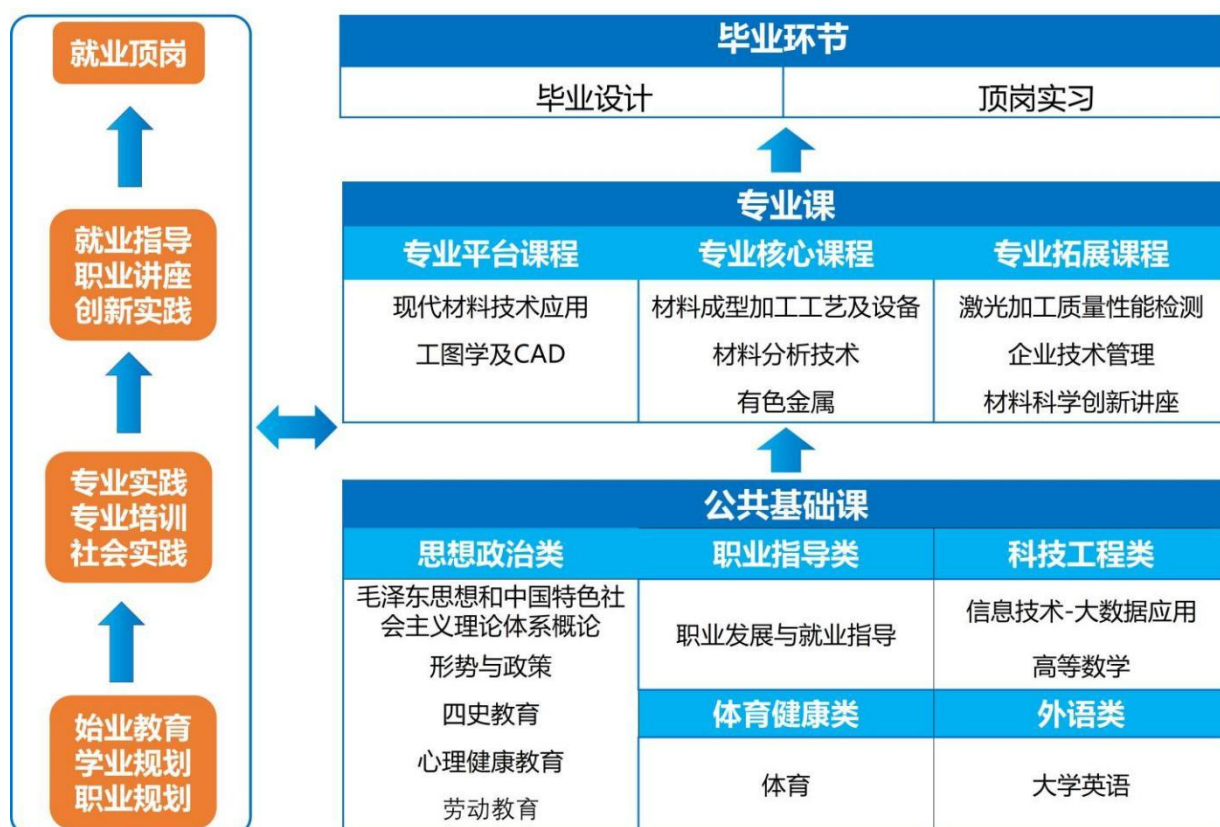 就业顶岗
就业指导
职业讲座
创新实践
专业实践
专业培训
社会实践
始业教育
学业规划
职业规划
毕业环节
毕业设计
顶岗实习
专业课
专业平台课程
专业核心课程
专业拓展课程
现代材料技术应用
材料成型加工工艺及设备
激光加工质量性能检测
工图学及CAD
材料分析技术
企业技术管理
有色金属
材料科学创新讲座
公共基础课
思想政治类
职业指导类
科技工程类
毛泽东思想和中国特色社
会主义理论体系概论
形势与政策
四史教育
心理健康教育
劳动教育
职业发展与就业指导
信息技术-大数据应用
高等数学
体育健康类
外语类
体育
大学英语